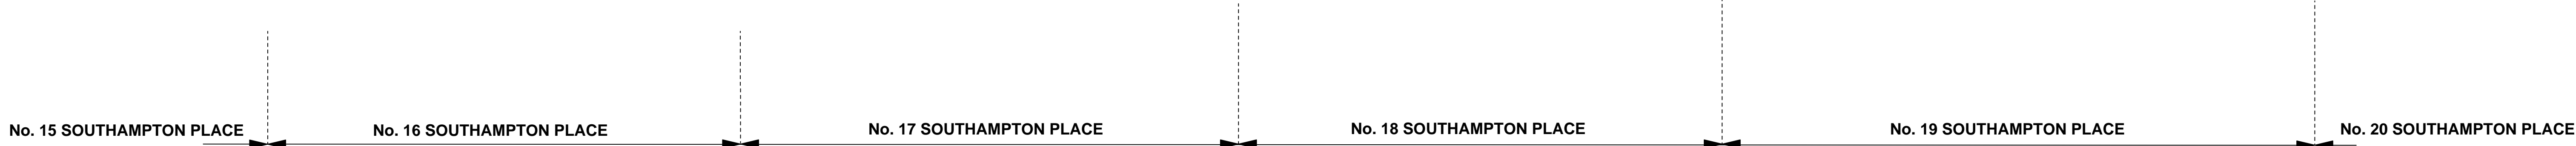 No. 15 SOUTHAMPTON PLACE
No. 16 SOUTHAMPTON PLACE
No. 17 SOUTHAMPTON PLACE
No. 18 SOUTHAMPTON PLACE
No. 19 SOUTHAMPTON PLACE
No. 20 SOUTHAMPTON PLACE